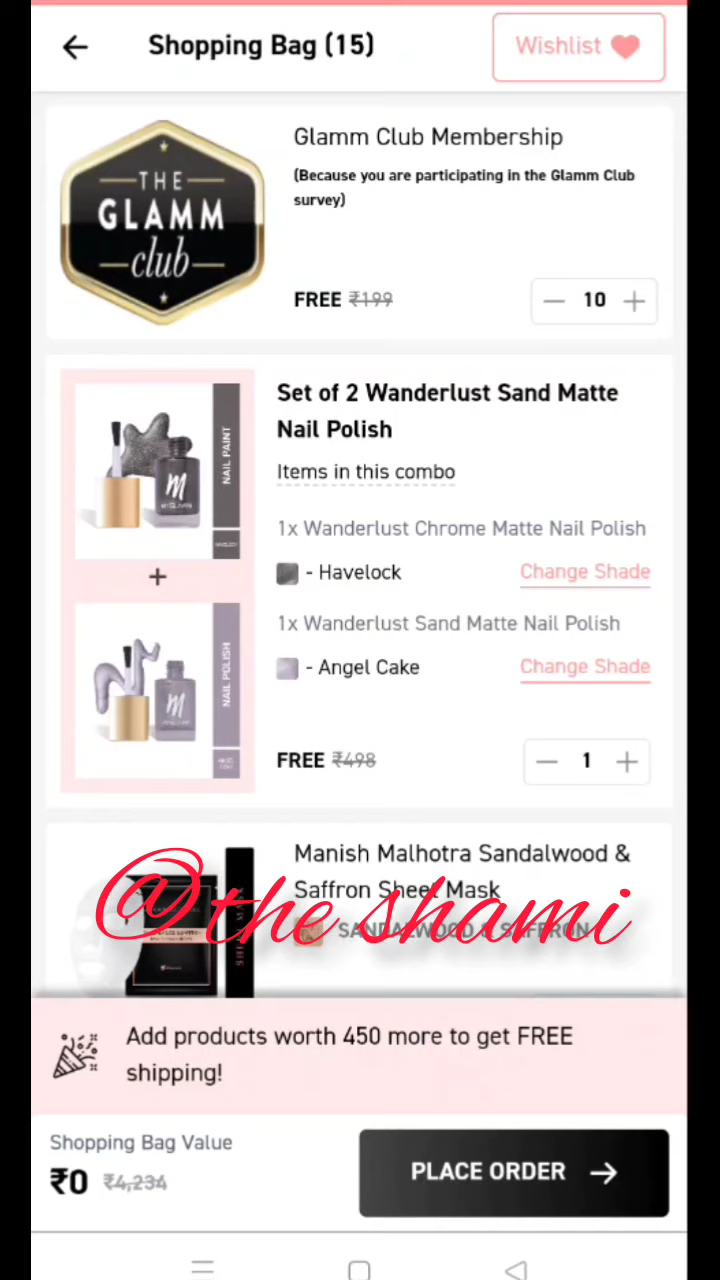 Shopping Bag (15)
Wishlist
THE
GLAMM
club
Glamm Club Membership
(Because you are participating in the Glamm Club
survey)
FREE ₹199
10
NAIL PAINT
Set of 2 Wanderlust Sand Matte
Nail Polish
Items in this combo
1x Wanderlust Chrome Matte Nail Polish
- Havelock
Change Shade
+
1x Wanderlust Sand Matte Nail Polish
NAIL POLISH
- Angel Cake
Change Shade
FREE ₹498
1
Manish Malhotra Sandalwood &
Saffron Sheet Mask
SANDALWOOD & SAFFRON
@the shami
Add products worth 450 more to get FREE
shipping!
Shopping Bag Value
₹0 ₹4,234
PLACE ORDER